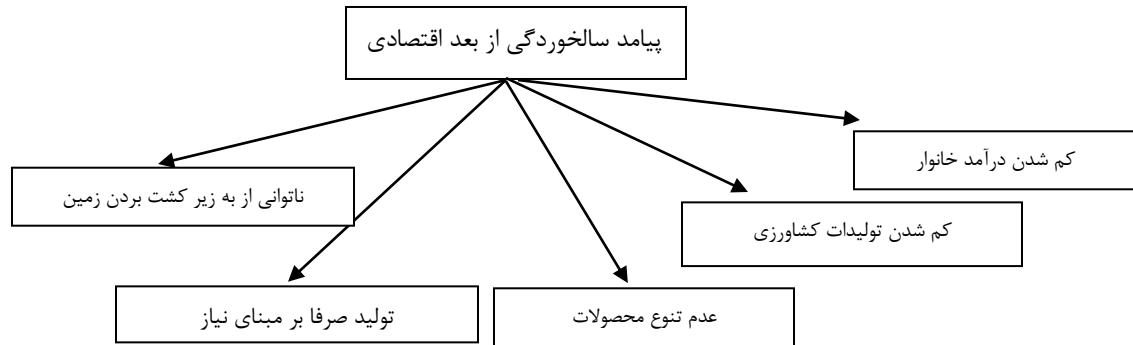 پیامد سالخوردگی از بعد اقتصادی
کم شدن درآمد خانوار
ناتوانی از به زیر کشت بردن زمین
کم شدن تولیدات کشاورزی
عدم تنوع محصولات
تولید صرفا بر مبنای نیاز